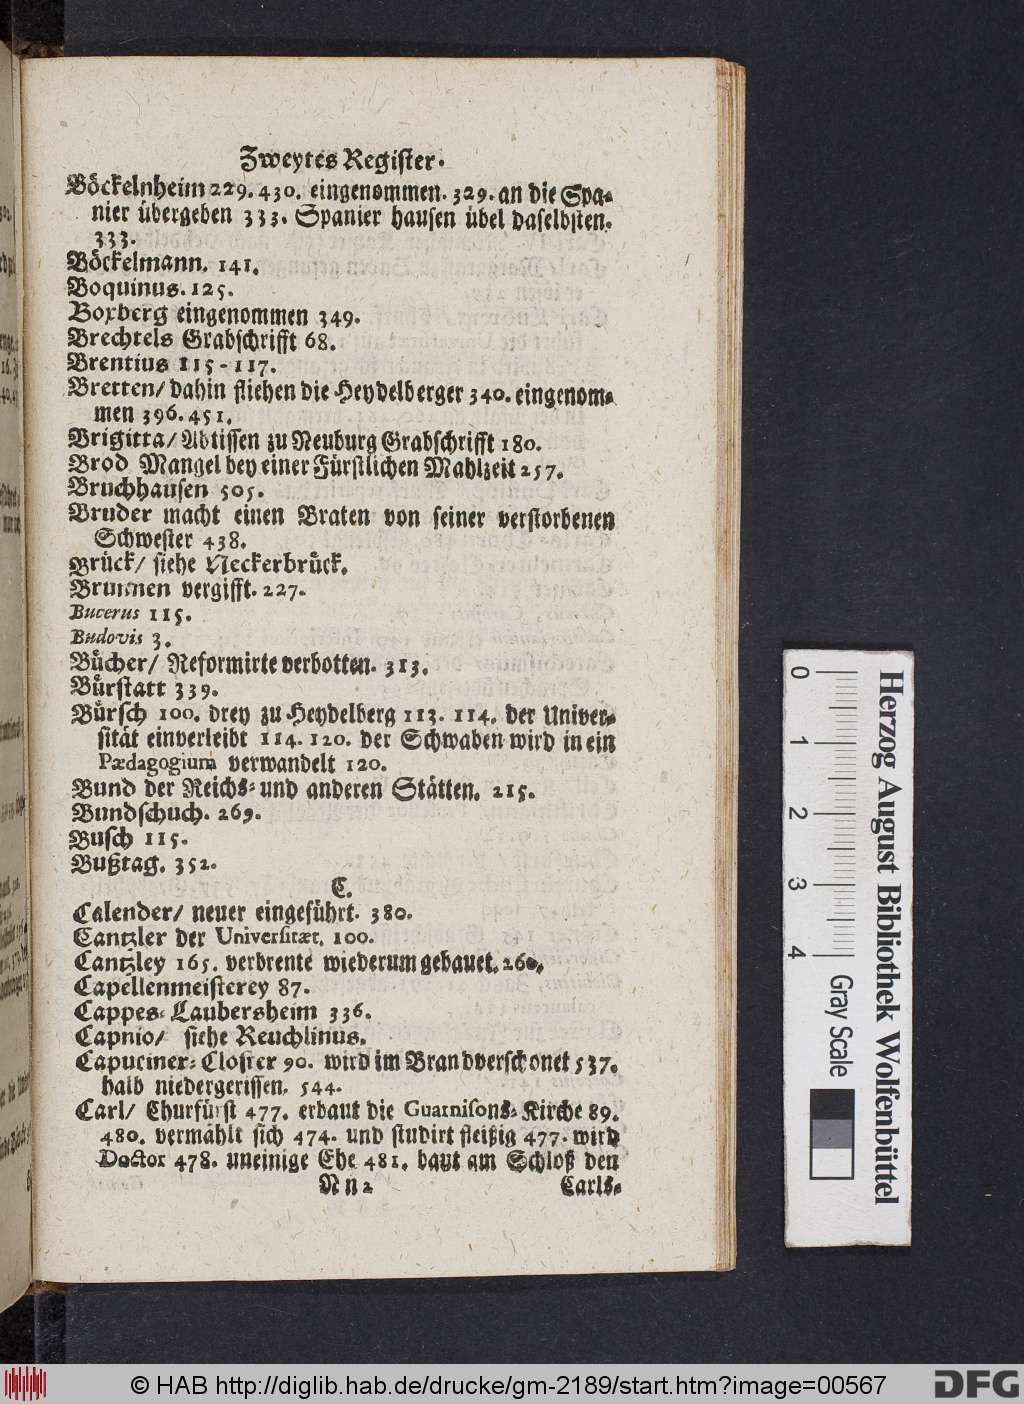 Zweytes Register.
Böckelnheim 229. 430. eingenommen. 329. an die Spa-
nier übergeben 333. Spanier hausen übel daselbsten.
333.
Böckelmann. 141.
Boquinus. 125.
Boxberg eingenommen 349.
Brechtels Grabschrifft 68.
Brentius 115-117.
Bretten/ dahin fliehen die Heydelberger 340. eingenom-
men 396. 451.
Brigitta/ Abtissen zu Neuburg Grabschrifft 180.
Brod Mangel bey einer Fürstlichen Mahlzeit 257.
Bruchhausen 505.
Bruder macht einen Braten von seiner verstorbenen
Schwester 438.
Brück/ siehe Neckerbrück.
Brunnen vergifft. 227.
Bucerus 115.
Budovis 3.
Bücher/ Reformirte verbotten. 313.
Bürstatt 339.
Bürsch 100. drey zu Heydelberg 113. 114. der Univer-
sität einverleibt 114. 120. der Schwaben wird in ein
Pædagogium verwandelt 120.
Bund der Reichs- und anderen Stätten. 215.
Bundschuch. 269.
Busch 115.
Bußtag. 352.
C.
Calender/ neuer eingeführt. 380.
Cantzler der Universitæt. 100.
Cantzley 165. verbrente wiederum gebauet. 260.
Capellenmeisterey 87.
Cappes-Laubersheim 336.
Capnio/ siehe Reuchlinus.
Capuciner-Closter 90. wird im Brand verschonet 537.
halb niedergerissen. 544.
Carl/ Churfürst 477. erbaut die Guarnisons-Kirche 89.
480. vermählt sich 474. und studirt fleißig 477. wird
Doctor 478. uneinige Ehe 481. baut am Schloß den
Nn 2 Carls-
0 1 2 3 4
Gray Scale
Herzog August Bibliothek Wolfenbüttel
© HAB http://diglib.hab.de/drucke/gm-2189/start.htm?image=00567
DFG